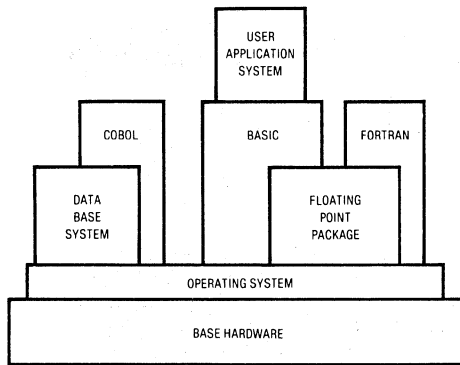 USER
APPLICATION
SYSTEM
COBOL
BASIC
FORTRAN
DATA
BASE
SYSTEM
FLOATING
POINT
PACKAGE
OPERATING SYSTEM
BASE HARDWARE